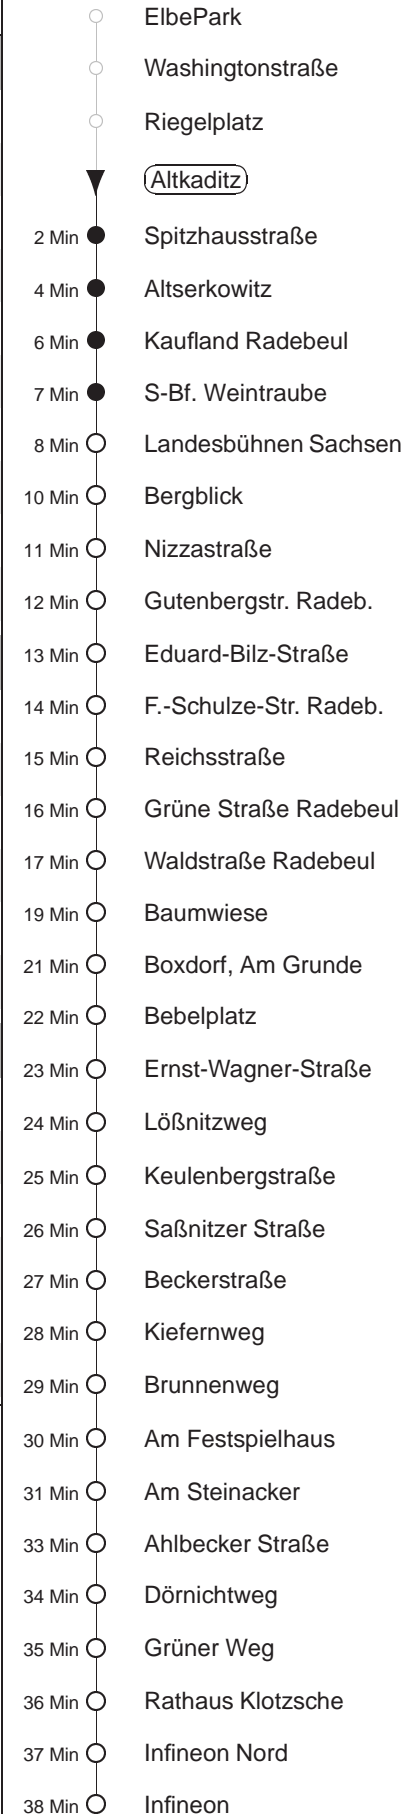 ElbePark
Washingtonstraße
Riegelplatz
Altkaditz
2 Min Spitzhausstraße
4 Min Altserkowitz
6 Min Kaufland Radebeul
7 Min S-Bf. Weintraube
8 Min Landesbühnen Sachsen
10 Min Bergblick
11 Min Nizzastraße
12 Min Gutenbergstr. Radeb.
13 Min Eduard-Bilz-Straße
14 Min F.-Schulze-Str. Radeb.
15 Min Reichsstraße
16 Min Grüne Straße Radebeul
17 Min Waldstraße Radebeul
19 Min Baumwiese
21 Min Boxdorf, Am Grunde
22 Min Bebelplatz
23 Min Ernst-Wagner-Straße
24 Min Lößnitzweg
25 Min Keulenbergstraße
26 Min Saßnitzer Straße
27 Min Beckerstraße
28 Min Kiefernweg
29 Min Brunnenweg
30 Min Am Festspielhaus
31 Min Am Steinacker
33 Min Ahlbecker Straße
34 Min Dörnichtweg
35 Min Grüner Weg
36 Min Rathaus Klotzsche
37 Min Infineon Nord
38 Min Infineon